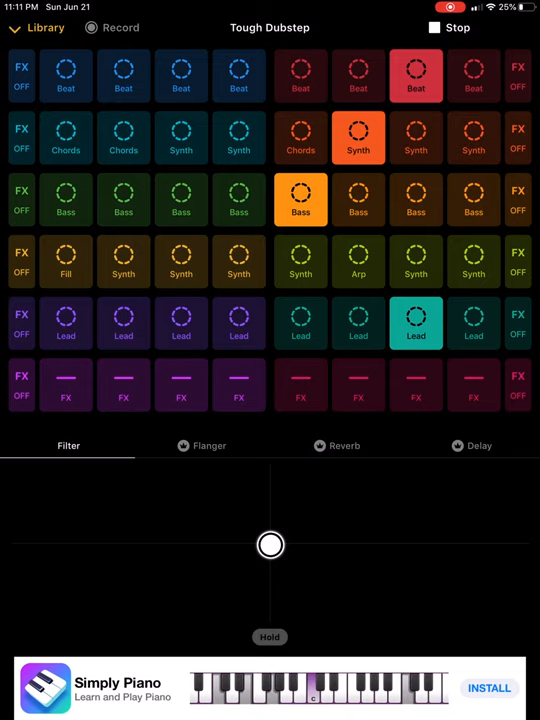 11:11 PM Sun Jun 21 25%
Library Record Tough Dubstep Stop
FX Beat Beat Beat Beat Beat Beat Beat Beat FX
OFF OFF
FX Chords Chords Synth Synth Chords Synth Synth Synth FX
OFF OFF
FX Bass Bass Bass Bass Bass Bass Bass Bass FX
OFF OFF
FX Fill Synth Synth Synth Synth Arp Synth Synth FX
OFF OFF
FX Lead Lead Lead Lead Lead Lead Lead Lead FX
OFF OFF
FX FX FX FX FX FX FX FX FX FX
OFF OFF
Filter Flanger Reverb Delay
Hold
Simply Piano
Learn and Play Piano
C
INSTALL